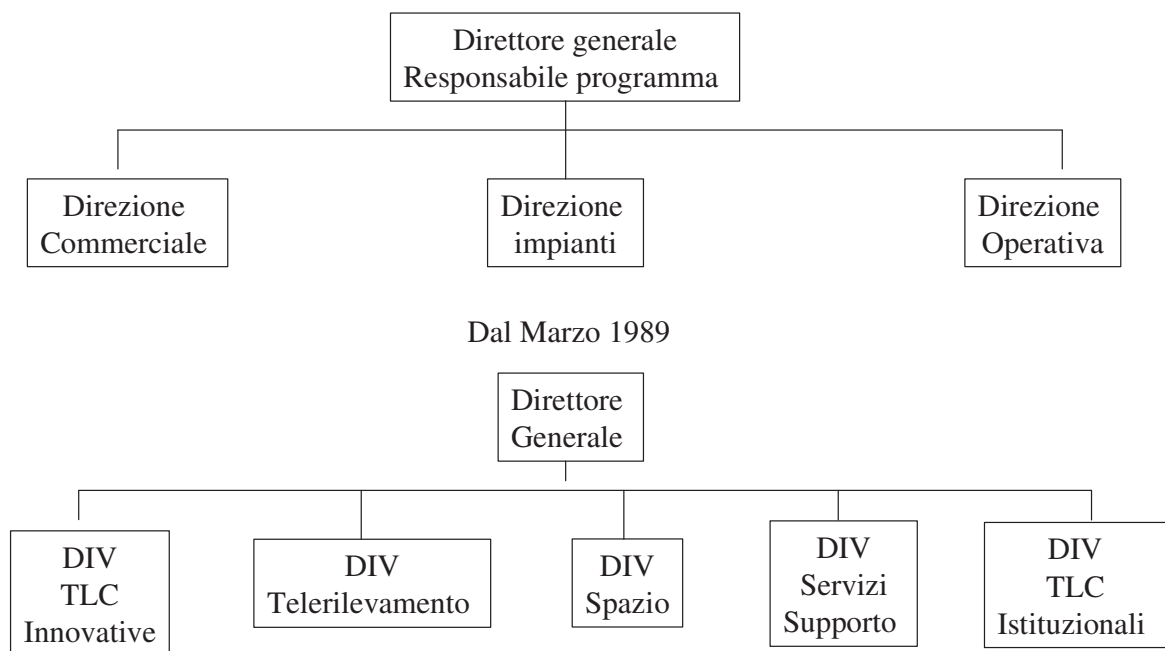 Direttore generale
Responsabile programma
Direzione
Commerciale
Direzione
impianti
Direzione
Operativa
Dal Marzo 1989
Direttore
Generale
DIV
TLC
Innovative
DIV
Telerilevamento
DIV
Spazio
DIV
Servizi
Supporto
DIV
TLC
Istituzionali